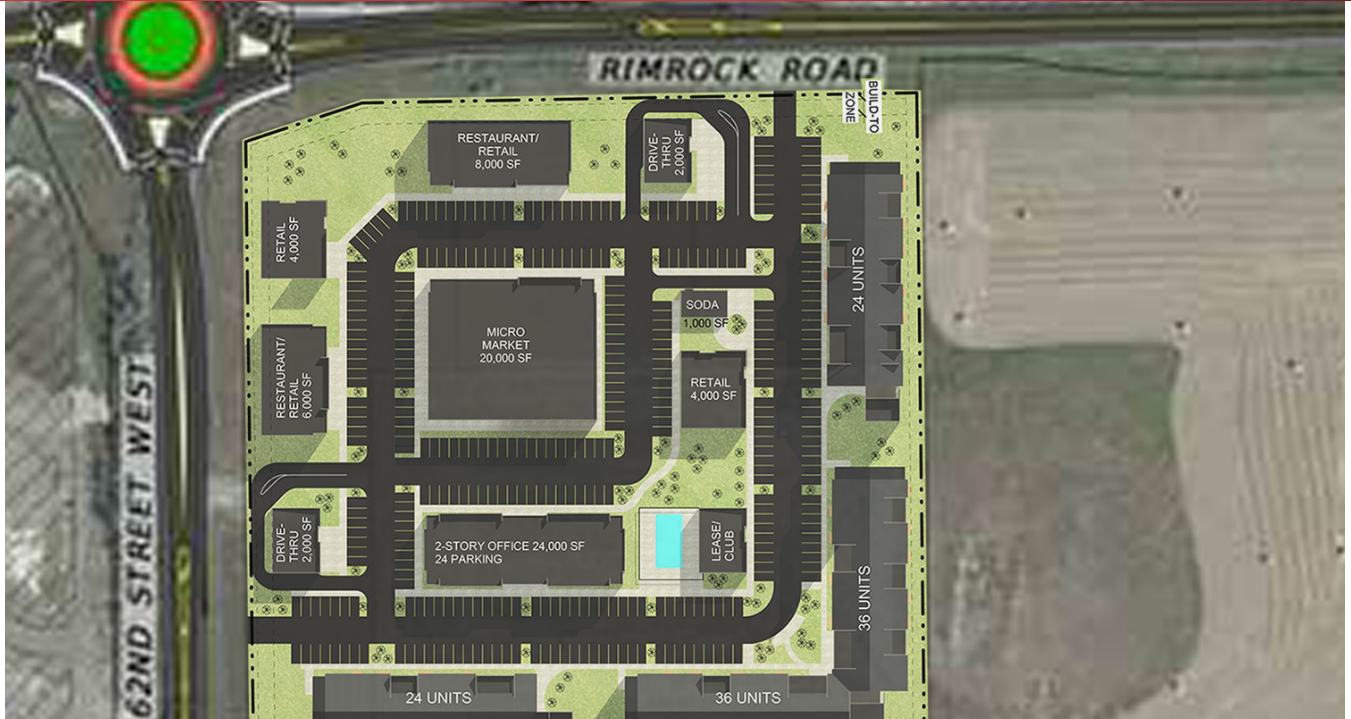 RIMROCK ROAD
BUILD-TO
ZONE
RESTAURANT/
RETAIL
8,000 SF
DRIVE-
THRU
2,000 SF
RETAIL
4,000 SF
24 UNITS
SODA
1,000 SF
MICRO
MARKET
20,000 SF
RESTAURANT/
RETAIL
6,000 SF
RETAIL
4,000 SF
62ND STREET WEST
DRIVE-
THRU
2,000 SF
2-STORY OFFICE 24,000 SF
24 PARKING
LEASE/
CLUB
36 UNITS
24 UNITS
36 UNITS